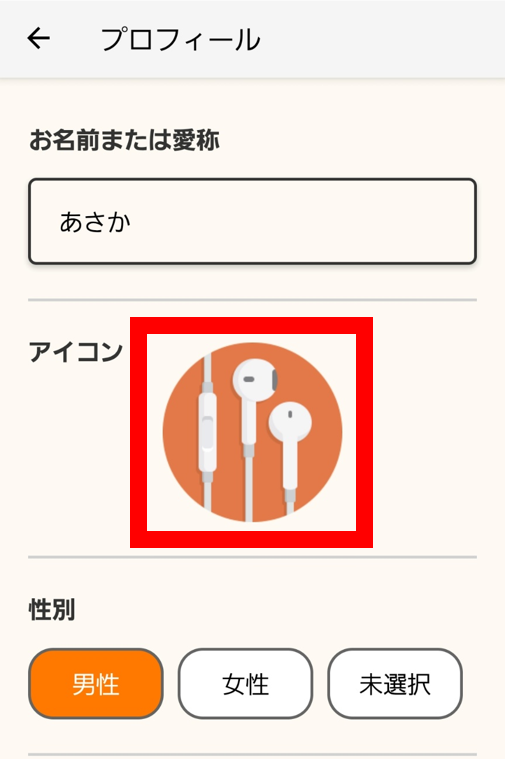 プロフィール
お名前または愛称
あさか
アイコン
性別
男性 女性 未選択